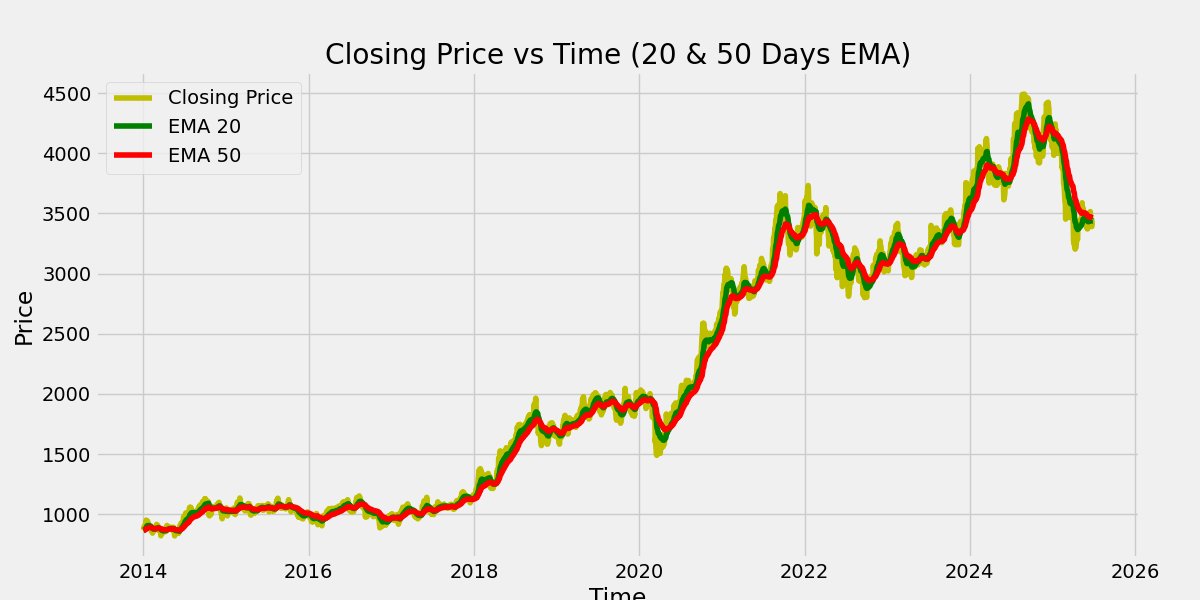 Closing Price vs Time (20 & 50 Days EMA)
Closing Price
EMA 20
EMA 50
Price
4500
4000
3500
3000
2500
2000
1500
1000
2014 2016 2018 2020 2022 2024 2026
Time